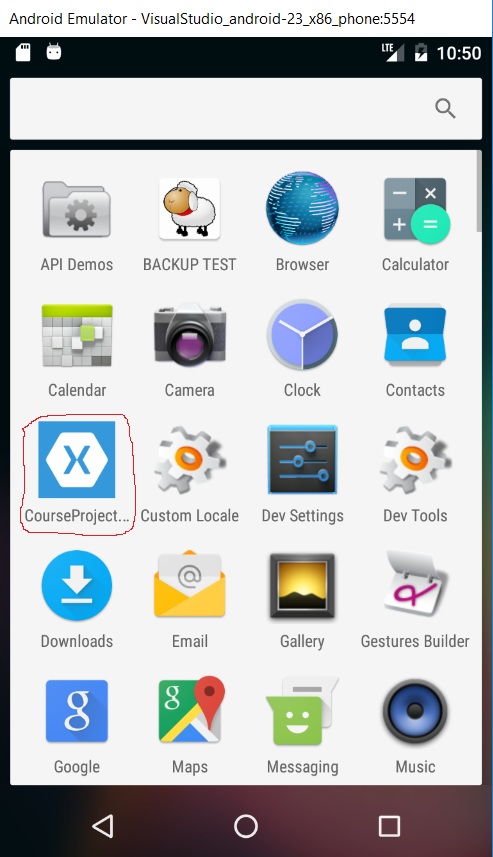 Android Emulator - VisualStudio_android-23_x86_phone:5554
LTE 10:50
API Demos BACKUP TEST Browser Calculator
Calendar Camera Clock Contacts
X
CourseProject... Custom Locale Dev Settings Dev Tools
@
Downloads Email Gallery Gestures Builder
g g
Google Maps Messaging Music